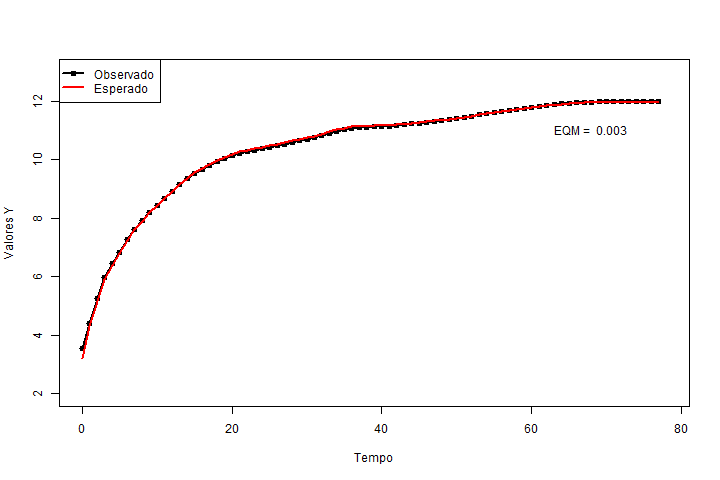 Observado
Esperado
EQM = 0.003
Valores Y
12
10
8
6
4
2
0
20
40
60
80
Tempo